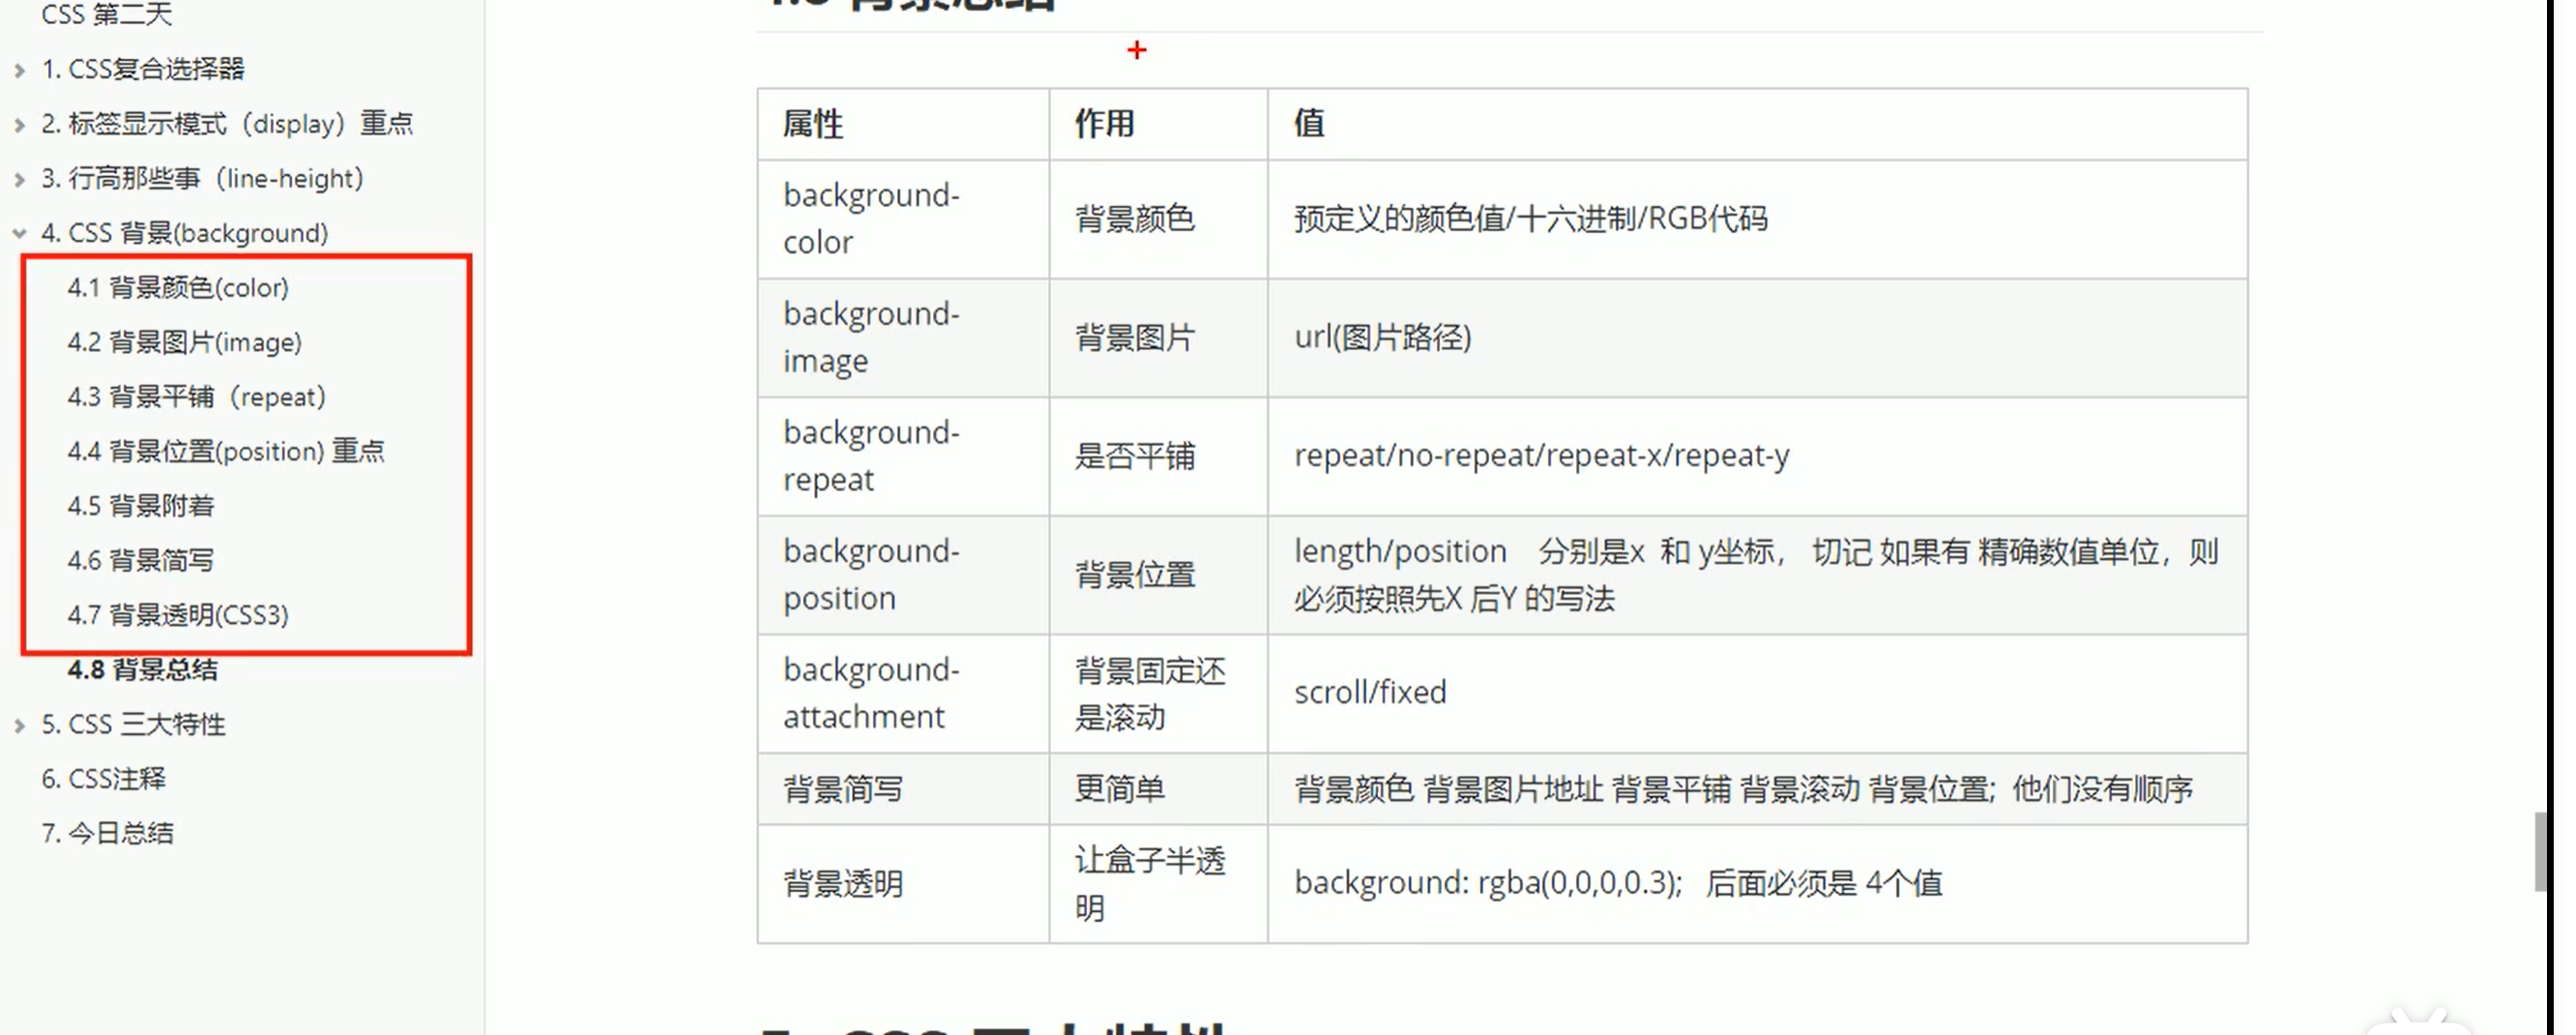 CSS 第二天
1. CSS复合选择器
2. 标签显示模式（display）重点
3. 行高那些事（line-height）
4. CSS 背景(background)
4.1 背景颜色(color)
4.2 背景图片(image)
4.3 背景平铺（repeat）
4.4 背景位置(position) 重点
4.5 背景附着
4.6 背景简写
4.7 背景透明(CSS3)
4.8 背景总结
5. CSS 三大特性
6. CSS注释
7. 今日总结
4.8 背景总结
属性 作用 值
background-
color
背景颜色
预定义的颜色值/十六进制/RGB代码
background-
image
背景图片
url(图片路径)
background-
repeat
是否平铺
repeat/no-repeat/repeat-x/repeat-y
background-
position
背景位置
length/position 分别是x 和 y坐标， 切记 如果有 精确数值单位，则
必须按照先X 后Y 的写法
background-
attachment
背景固定还
是滚动
scroll/fixed
背景简写 更简单 背景颜色 背景图片地址 背景平铺 背景滚动 背景位置; 他们没有顺序
背景透明
让盒子半透
明
background: rgba(0,0,0,0.3); 后面必须是 4个值
5. CSS 三大特性